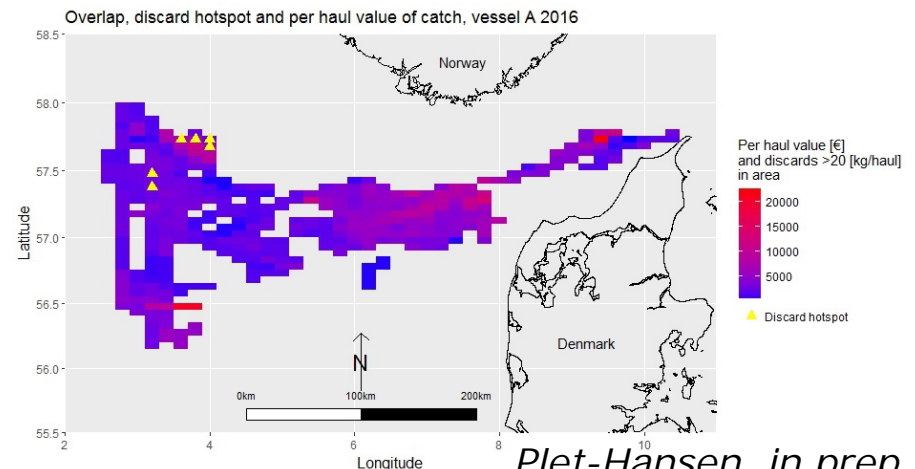 Overlap, discard hotspot and per haul value of catch, vessel A 2016
58.5
58.0
57.5
57.0
56.5
56.0
55.5
Latitude
Norway
Denmark
N
0km 100km 200km
2 4 6 8 10
Longitude
Per haul value [€]
and discards >20 [kg/haul]
in area
20000
15000
10000
5000
Discard hotspot
Plet-Hansen, in prep